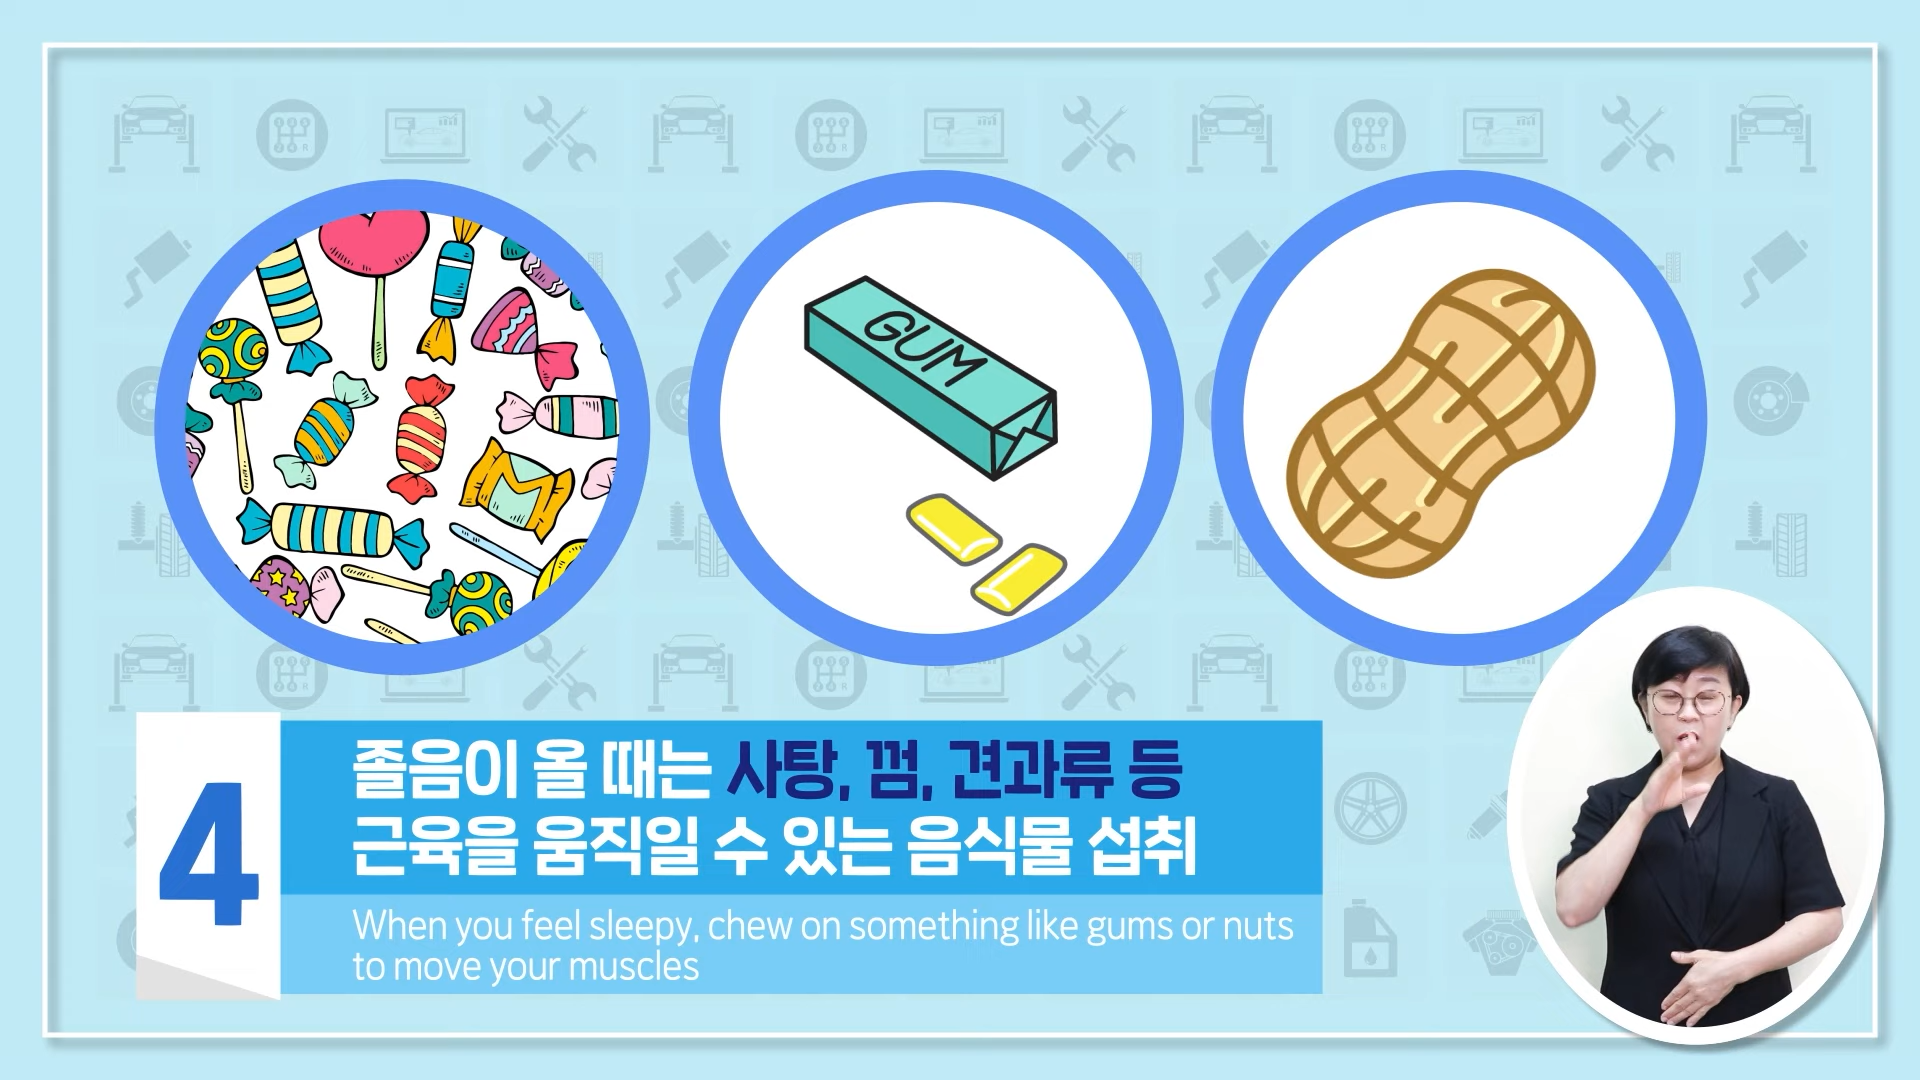 GUM
4
졸음이 올 때는 사탕, 껌, 견과류 등
근육을 움직일 수 있는 음식물 섭취
When you feel sleepy, chew on something like gums or nuts
to move your muscles